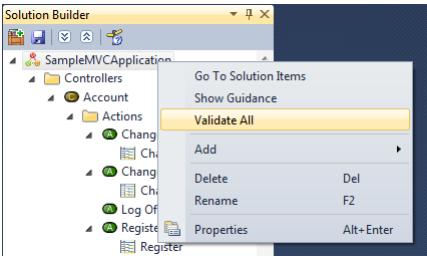 Solution Builder
SampleMVCApplication
Controllers
Account
Actions
Chang
Cha
Chang
Cha
Log Of
Registe
Register
Go To Solution Items
Show Guidance
Validate All
Add
Delete Del
Rename F2
Properties Alt+Enter